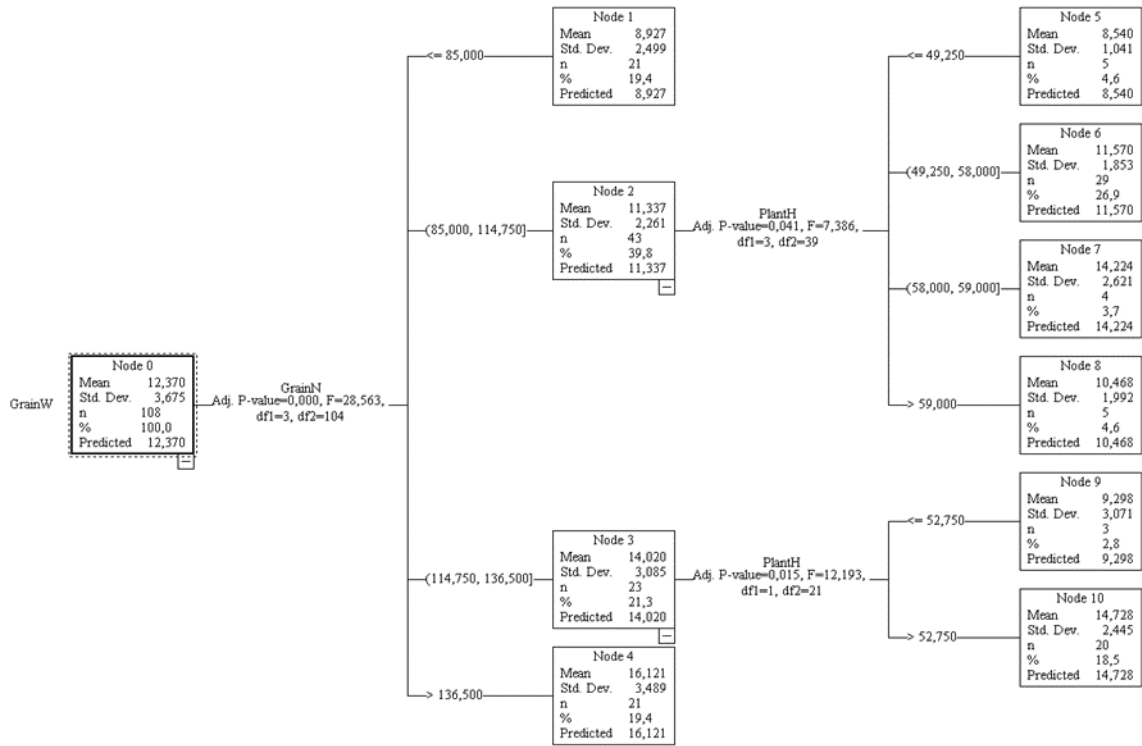 GrainW
Node 0
Mean 12,370
Std. Dev. 3,675
n 108
% 100,0
Predicted 12,370
GrainN
Adj. P-value=0,000, F=28,563,
df1=3, df2=104
<= 85,000
Node 1
Mean 8,927
Std. Dev. 2,499
n 21
% 19,4
Predicted 8,927
(85,000, 114,750]
Node 2
Mean 11,337
Std. Dev. 2,261
n 43
% 39,8
Predicted 11,337
PlantH
Adj. P-value=0,041, F=7,386,
df1=3, df2=39
<= 49,250
Node 5
Mean 8,540
Std. Dev. 1,041
n 5
% 4,6
Predicted 8,540
(49,250, 58,000]
Node 6
Mean 11,570
Std. Dev. 1,853
n 29
% 26,9
Predicted 11,570
(58,000, 59,000]
Node 7
Mean 14,224
Std. Dev. 2,621
n 4
% 3,7
Predicted 14,224
> 59,000
Node 8
Mean 10,468
Std. Dev. 1,992
n 5
% 4,6
Predicted 10,468
(114,750, 136,500]
Node 3
Mean 14,020
Std. Dev. 3,085
n 23
% 21,3
Predicted 14,020
PlantH
Adj. P-value=0,015, F=12,193,
df1=1, df2=21
<= 52,750
Node 9
Mean 9,298
Std. Dev. 3,071
n 3
% 2,8
Predicted 9,298
> 52,750
Node 10
Mean 14,728
Std. Dev. 2,445
n 20
% 18,5
Predicted 14,728
> 136,500
Node 4
Mean 16,121
Std. Dev. 3,489
n 21
% 19,4
Predicted 16,121